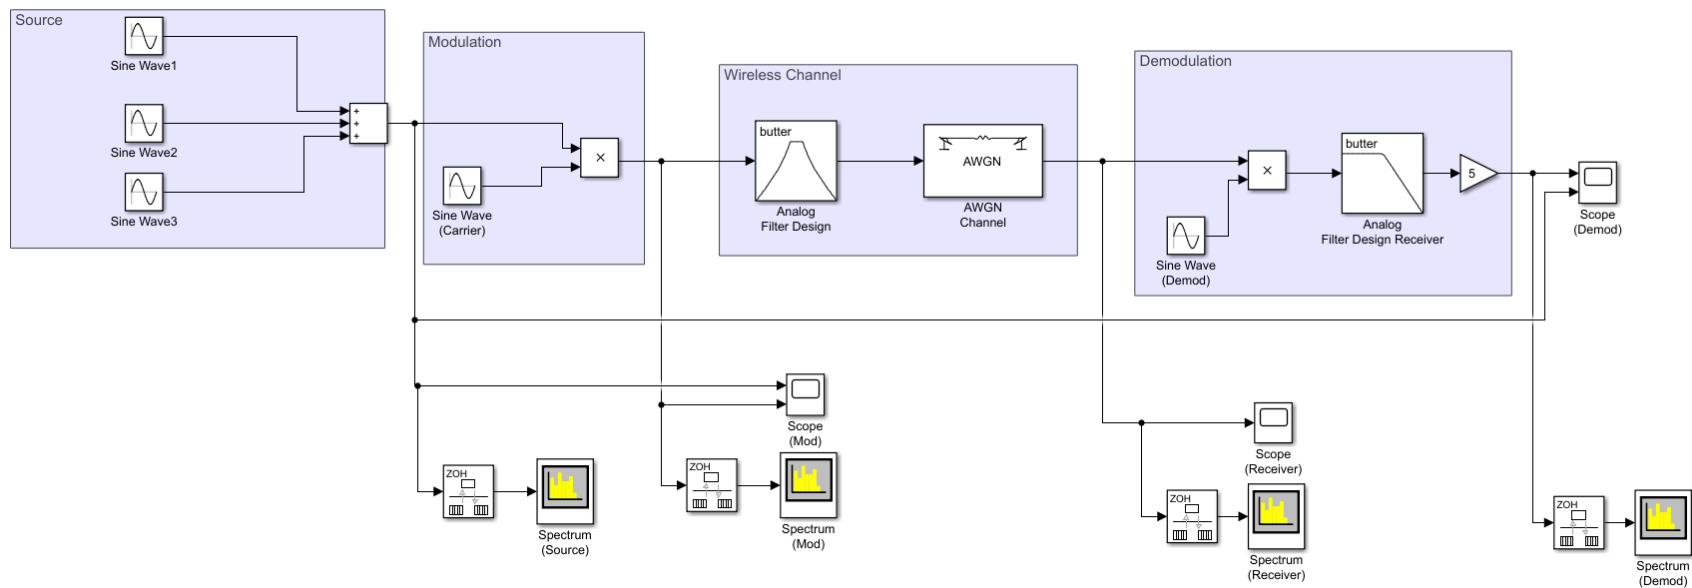 Source
Sine Wave1
Sine Wave2
Sine Wave3
+
+
+
Modulation
×
Sine Wave
(Carrier)
Wireless Channel
butter
Analog
Filter Design
AWGN
AWGN
Channel
Demodulation
×
Sine Wave
(Demod)
butter
Analog
Filter Design Receiver
5
Scope
(Demod)
Scope
(Mod)
ZOH
Spectrum
(Source)
ZOH
Spectrum
(Mod)
Scope
(Receiver)
ZOH
Spectrum
(Receiver)
ZOH
Spectrum
(Demod)